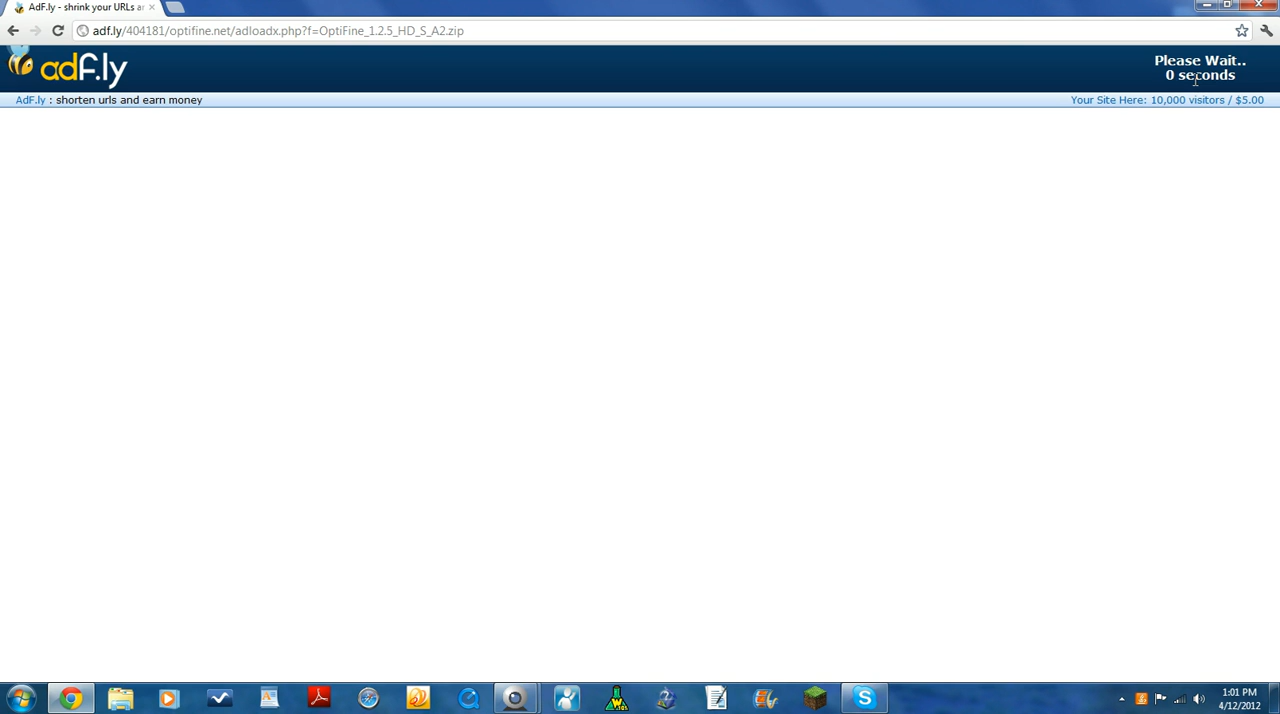 AdF.ly - shrink your URLs a
adf.ly/404181/optifine.net/adloadx.php?f=OptiFine_1.2.5_HD_S_A2.zip
adf.ly
Please Wait..
0 seconds
AdF.ly : shorten urls and earn money
Your Site Here: 10,000 visitors / $5.00
1:01 PM
4/12/2012